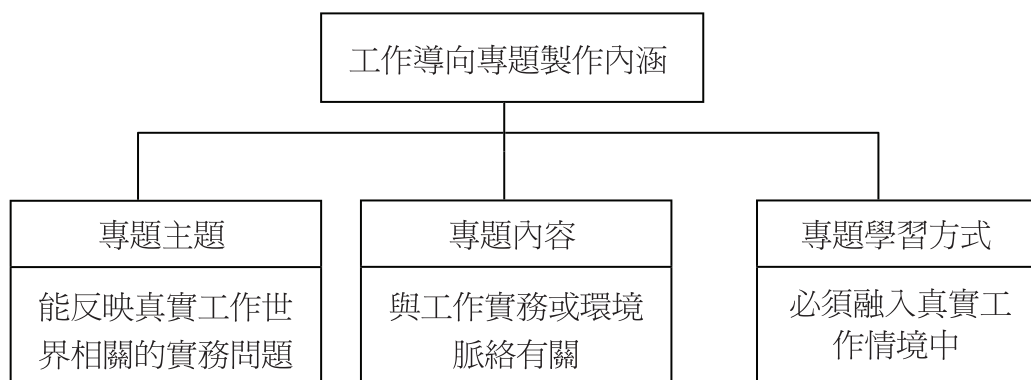 工作導向專題製作內涵
專題主題
能反映真實工作世
界相關的實務問題
專題內容
與工作實務或環境
脈絡有關
專題學習方式
必須融入真實工
作情境中